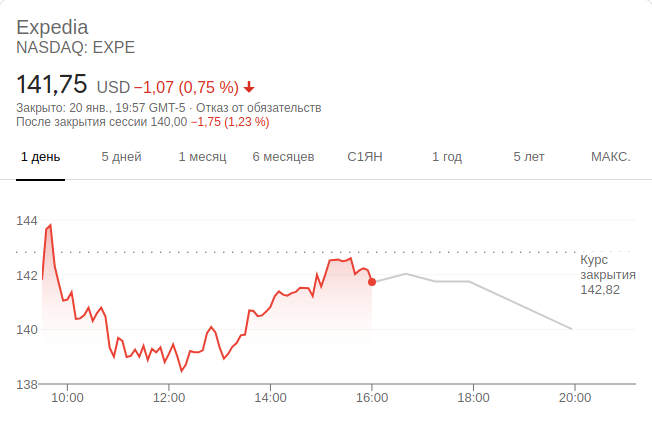 Expedia
NASDAQ: EXPE
141,75 USD −1,07 (0,75 %)
Закрыто: 20 янв., 19:57 GMT-5 · Отказ от обязательств
После закрытия сессии 140,00 −1,75 (1,23 %)
1 день 5 дней 1 месяц 6 месяцев С1ЯН 1 год 5 лет МАКС.
144
142
140
138
Курс
закрытия
142,82
10:00 12:00 14:00 16:00 18:00 20:00